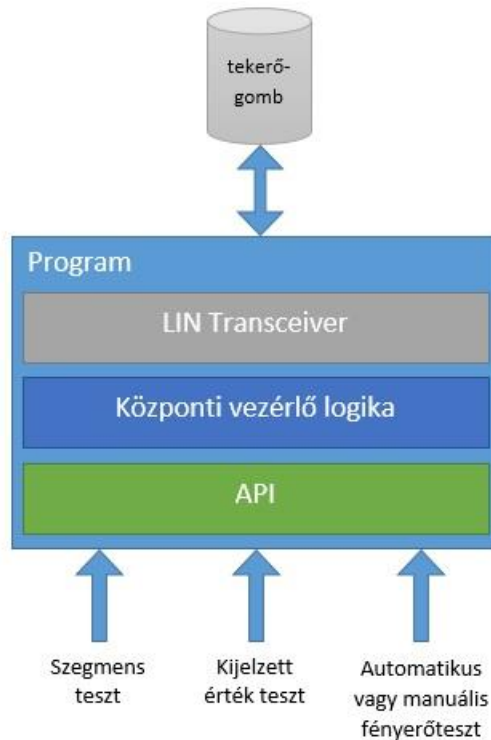 tekerő-
gomb
Program
LIN Transceiver
Központi vezérlő logika
API
Szegmens
teszt
Kijelzett
érték teszt
Automatikus
vagy manuális
fényerőteszt